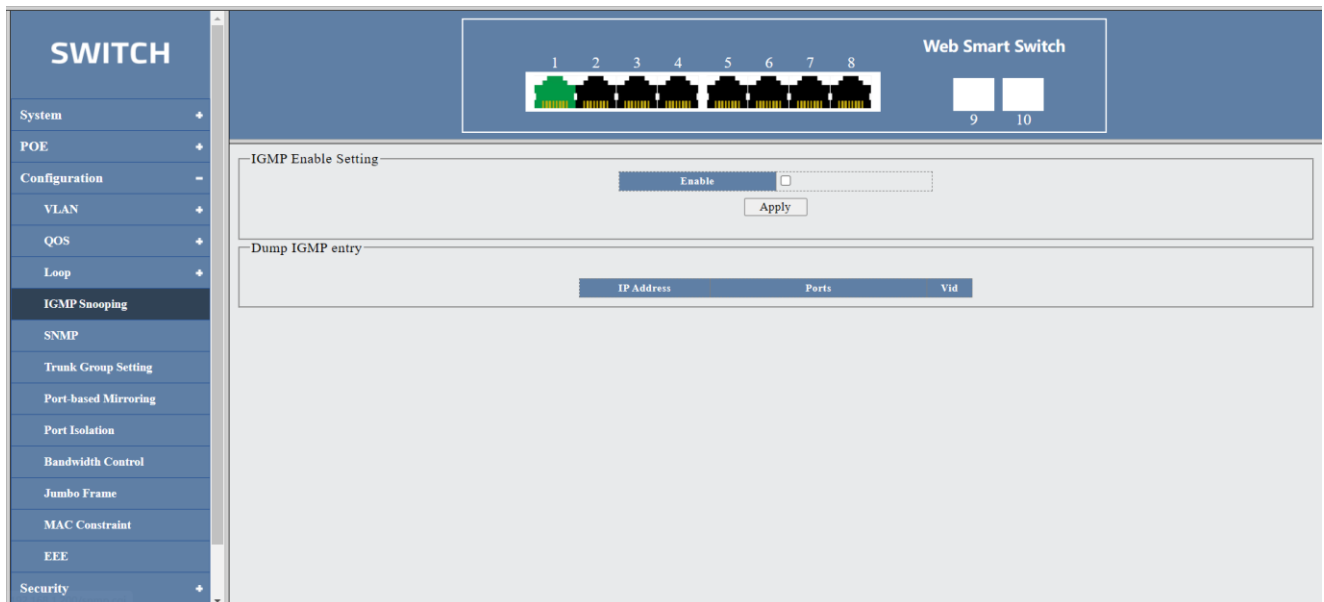 SWITCH
System +
POE +
Configuration -
VLAN +
QOS +
Loop +
IGMP Snooping
SNMP
Trunk Group Setting
Port-based Mirroring
Port Isolation
Bandwidth Control
Jumbo Frame
MAC Constraint
EEE
Security +
Web Smart Switch
1 2 3 4 5 6 7 8
9 10
IGMP Enable Setting
Enable
Apply
Dump IGMP entry
IP Address Ports Vid